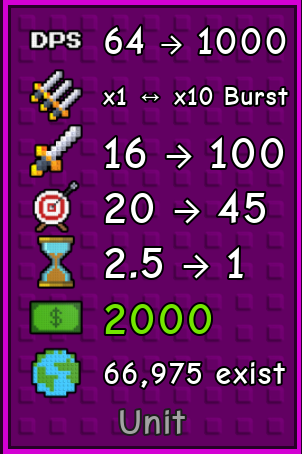 DPS 64 → 1000
x1 ↔ x10 Burst
16 → 100
20 → 45
2.5 → 1
$ 2000
66,975 exist
Unit